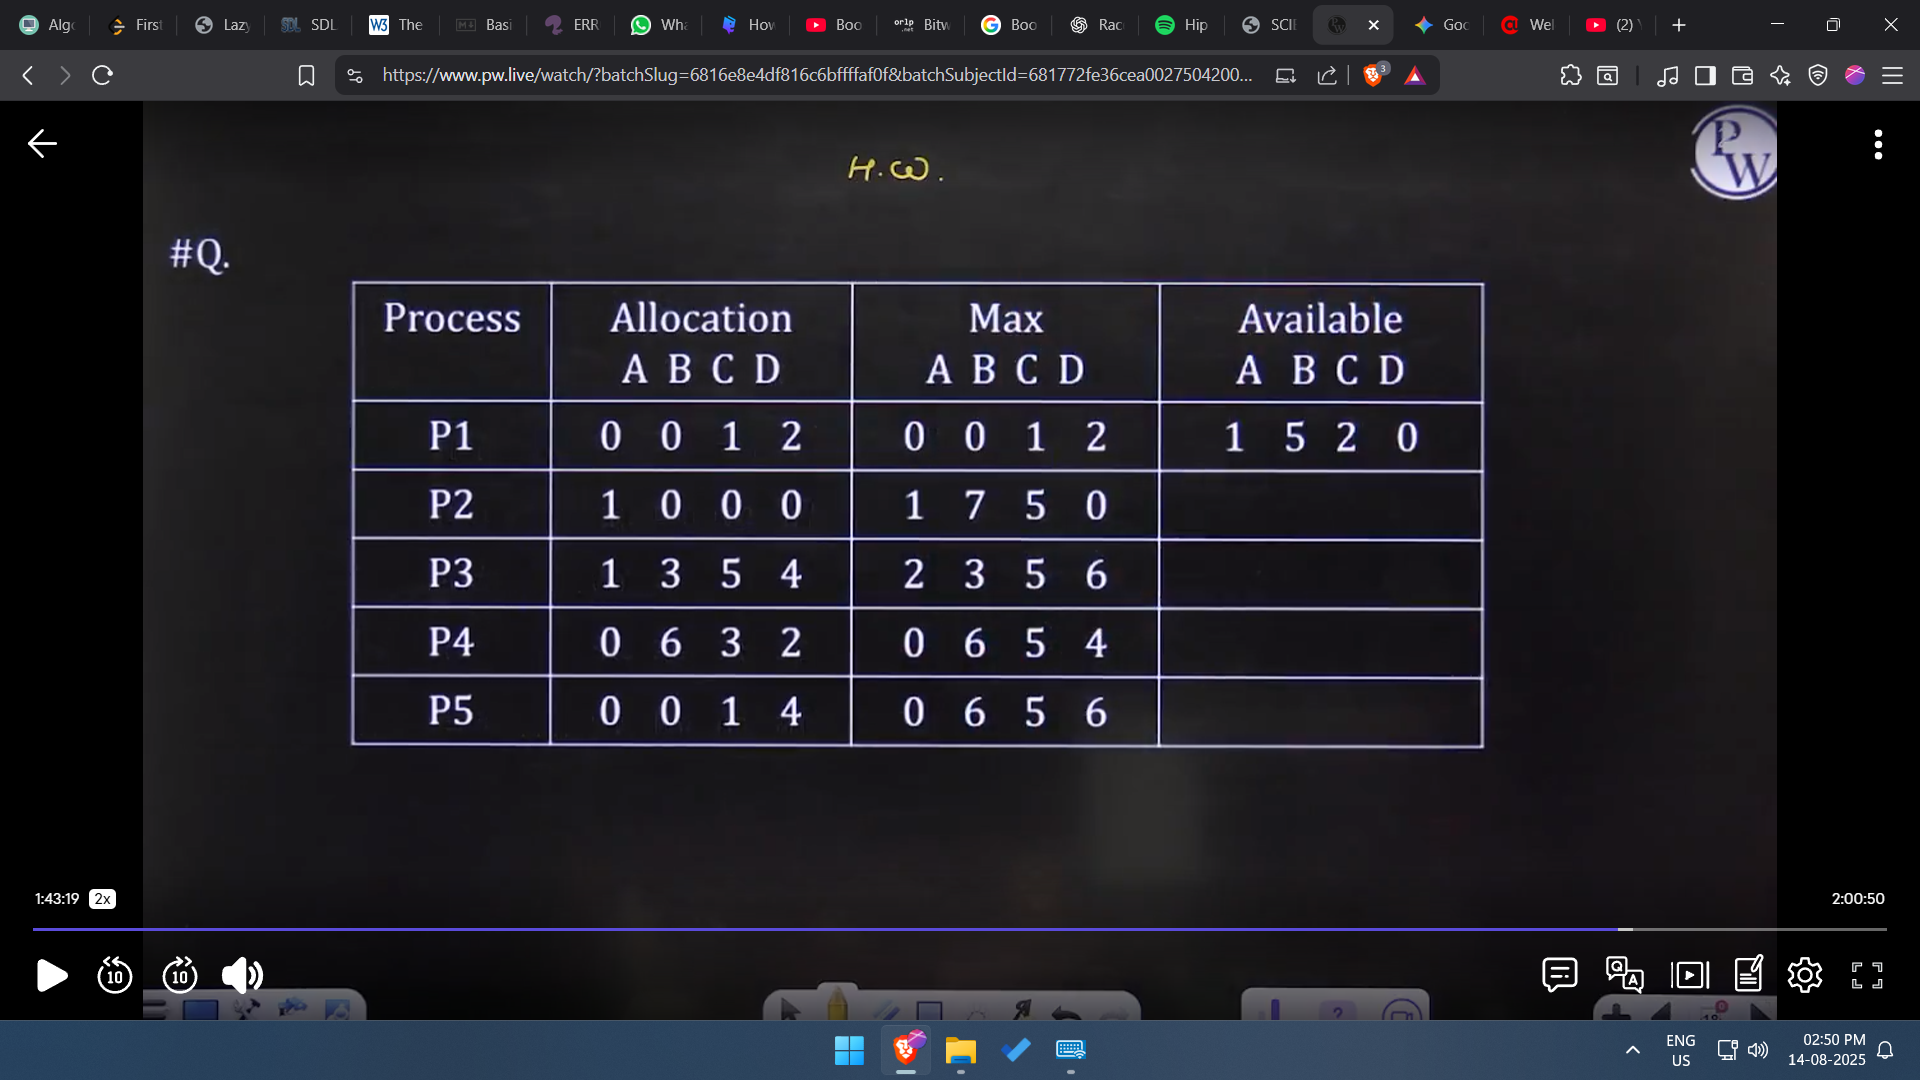 Algo
First
Lazy
SDL
The
Basi
ERR
Wha
How
Boo
orlp .net
Bitw
Boo
Rac
Hip
SCIE
Goo
Wel
(2)
https://www.pw.live/watch/?batchSlug=6816e8e4df816c6bffffaf0f&batchSubjectId=681772fe36cea0027504200...
3
H.W.
PW
#Q.
Process Allocation Max Available
A B C D A B C D A B C D
P1 0 0 1 2 0 0 1 2 1 5 2 0
P2 1 0 0 0 1 7 5 0
P3 1 3 5 4 2 3 5 6
P4 0 6 3 2 0 6 5 4
P5 0 0 1 4 0 6 5 6
1:43:19 2x 2:00:50
10 10
Q A
ENG
US
02:50 PM
14-08-2025